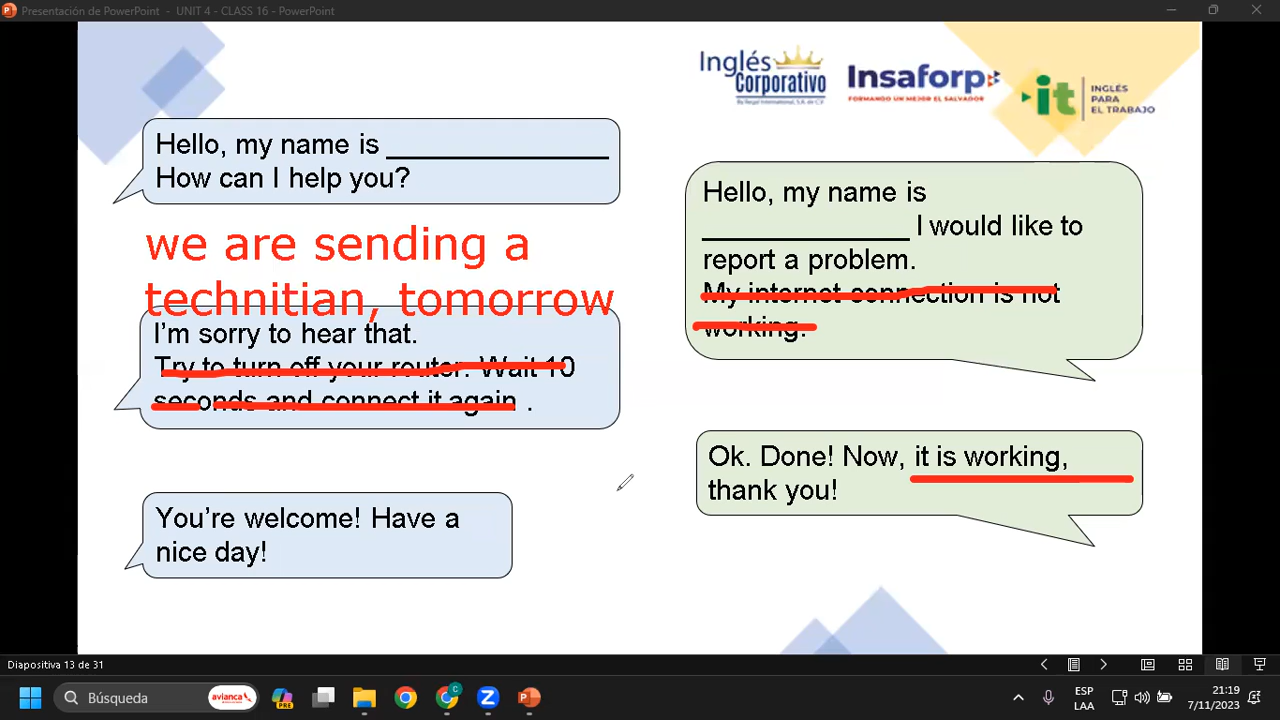 Presentación de PowerPoint - UNIT 4 - CLASS 16 - PowerPoint
Inglés
Corporativo
Insaforp
FORMANDO UN MEJOR EL SALVADOR
it
INGLÉS
PARA
EL TRABAJO
Hello, my name is ______________
How can I help you?
Hello, my name is
_____________ I would like to
report a problem.
My internet connection is not
working.
we are sending a
technitian, tomorrow
I'm sorry to hear that.
Try to turn off your router. Wait 10
seconds and connect it again .
Ok. Done! Now, it is working,
thank you!
You're welcome! Have a
nice day!
Diapositiva 13 de 31
Búsqueda
avianca
PRE
C
ESP
LAA
21:19
7/11/2023